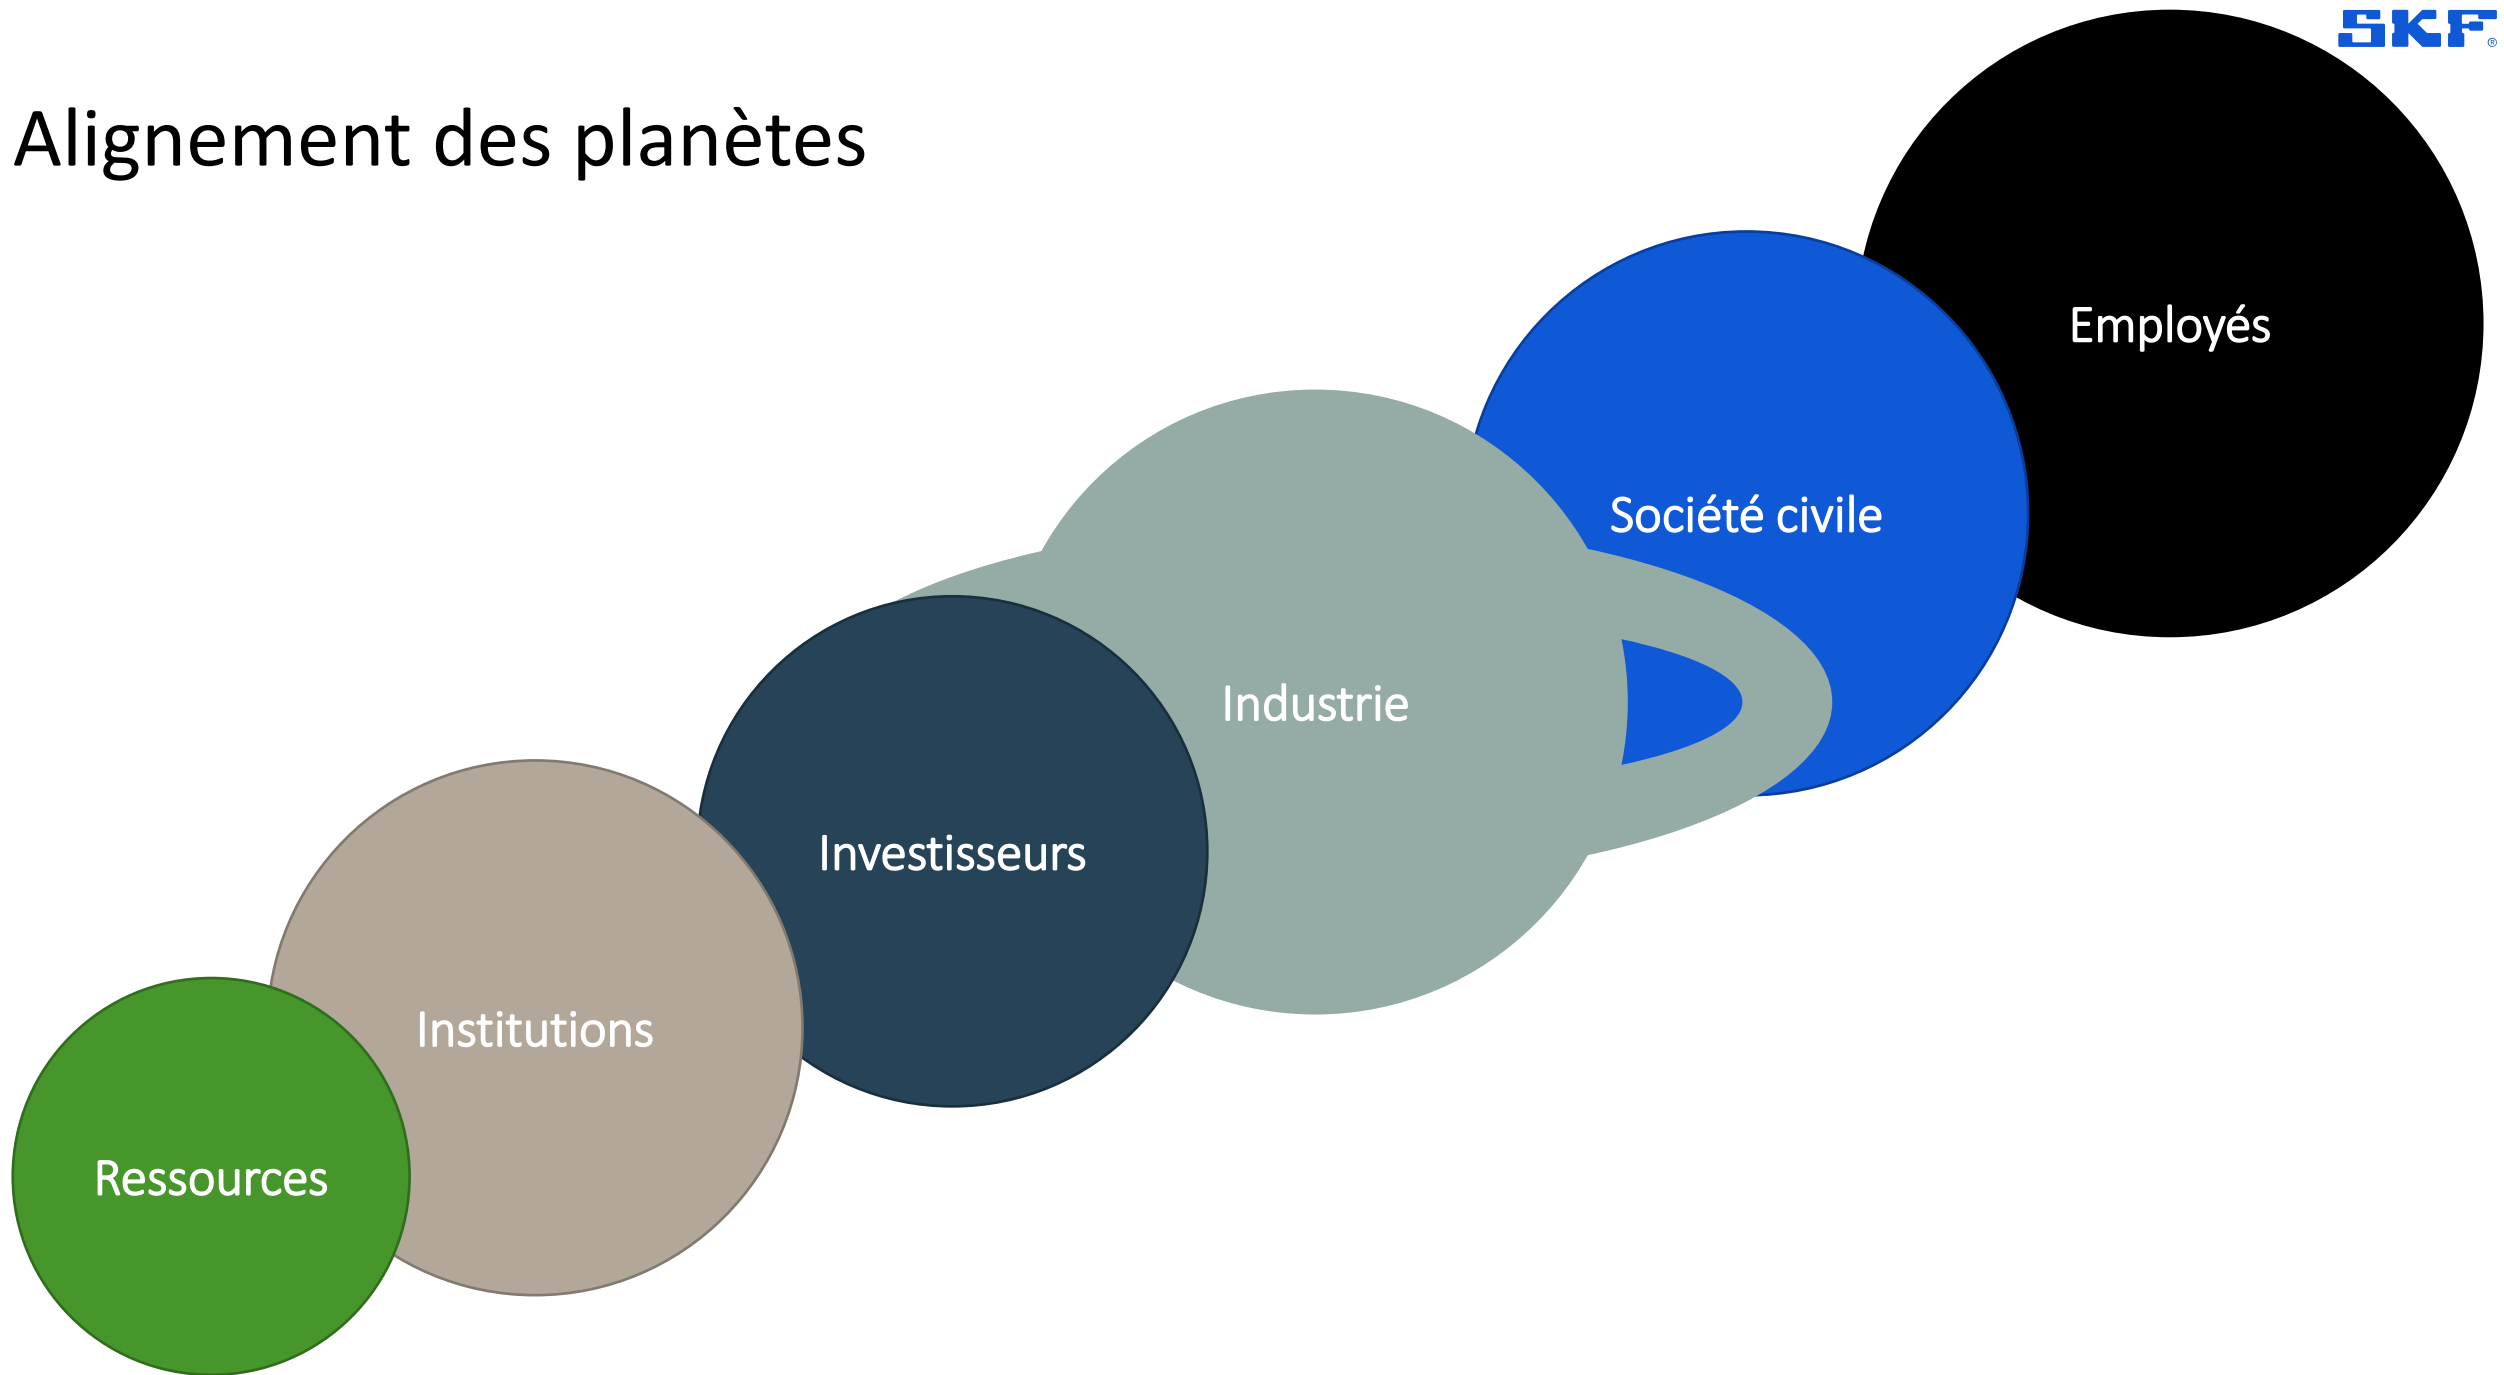 SKF®
Alignement des planètes
Employés
Société civile
Industrie
Investisseurs
Institutions
Ressources